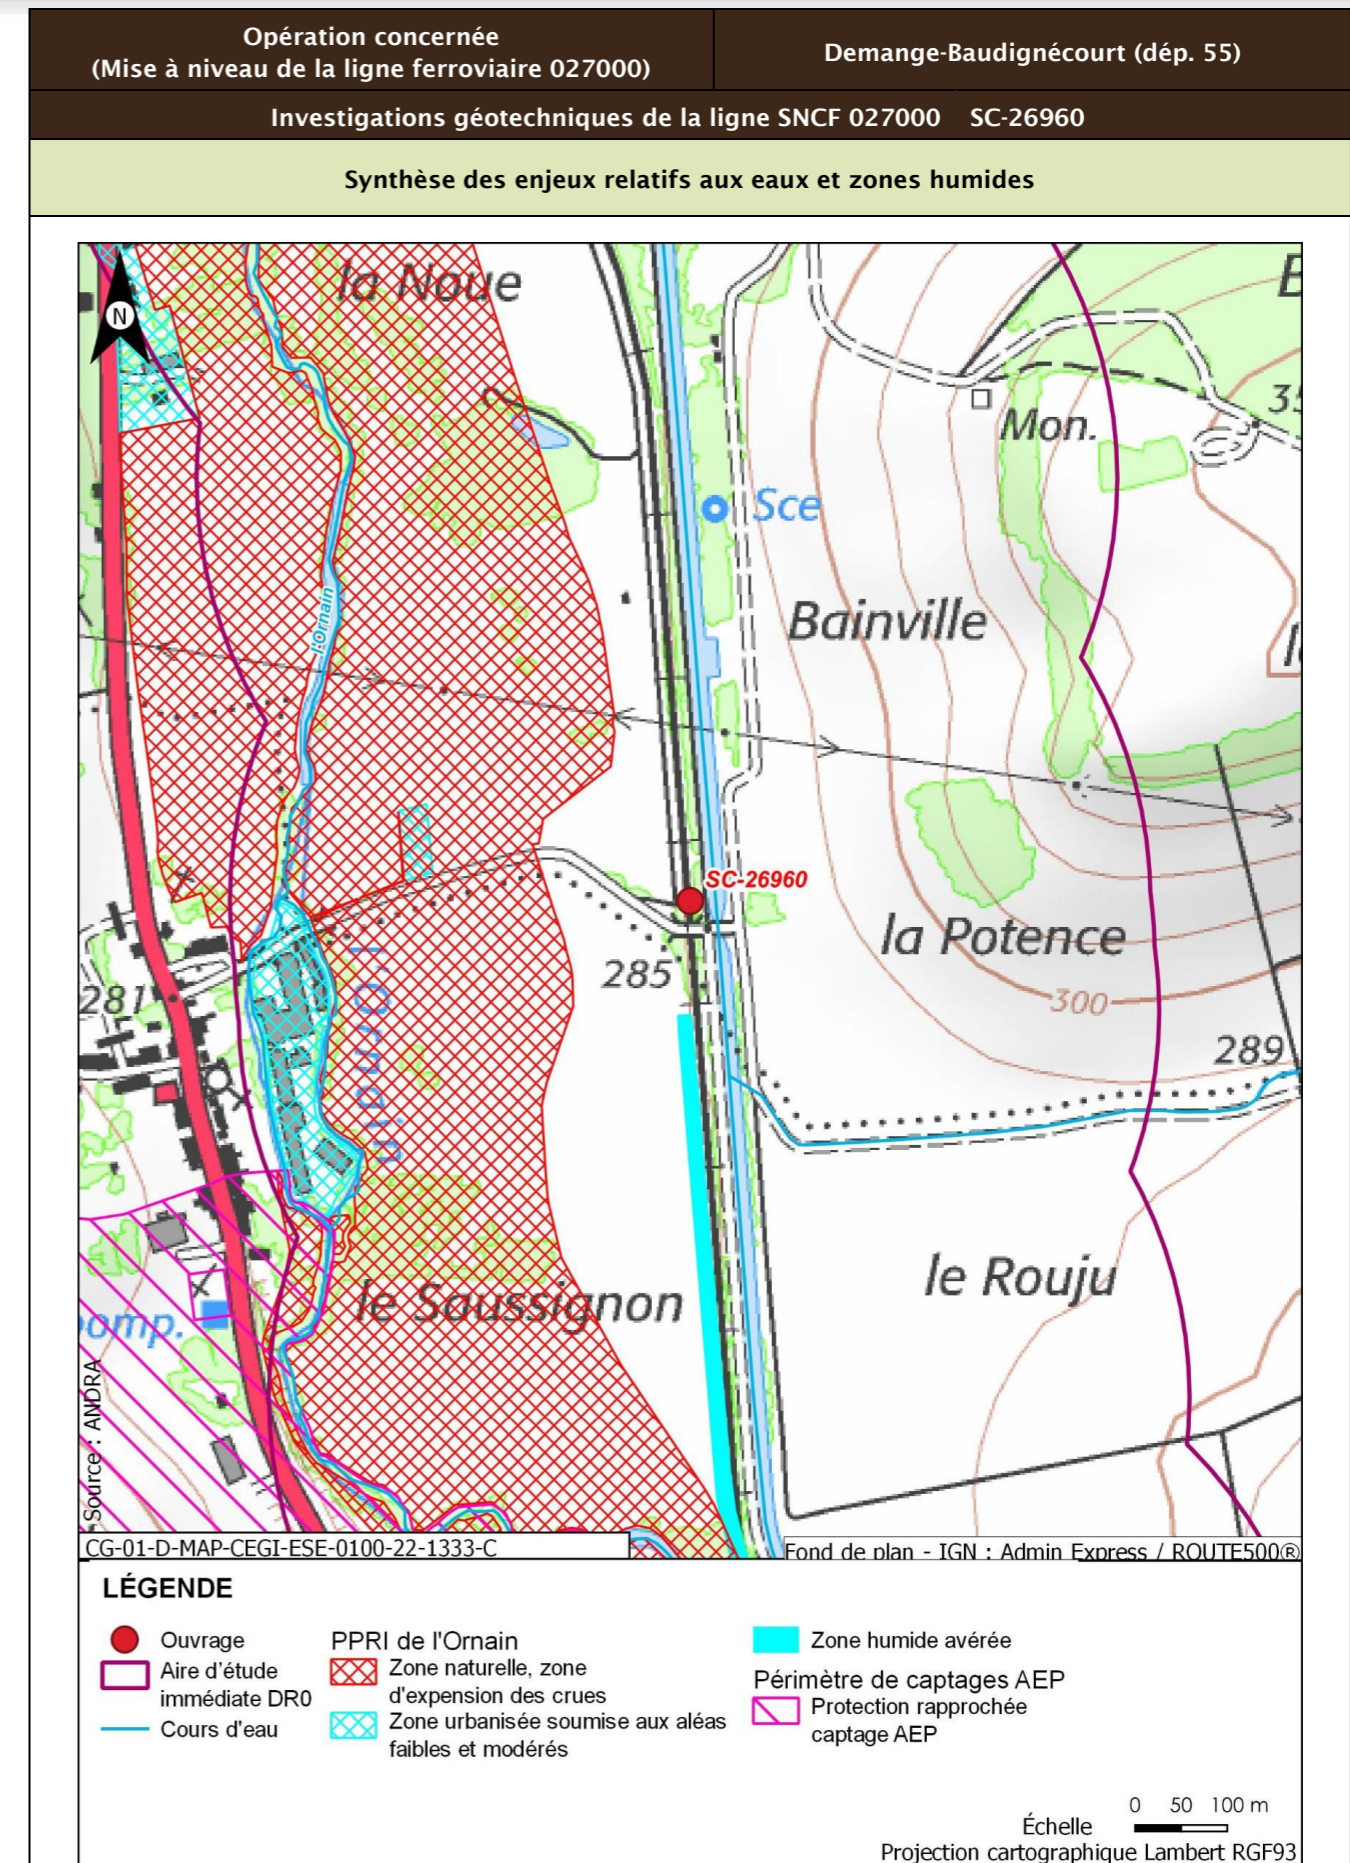 Opération concernée
(Mise à niveau de la ligne ferroviaire 027000)
Demange-Baudignécourt (dép. 55)
Investigations géotechniques de la ligne SNCF 027000 SC-26960
Synthèse des enjeux relatifs aux eaux et zones humides
la Noue
N
Mon.
Sce
l'Ornain
Bainville
SC-26960
la Potence
285
281
300
l'Ornain
289
le Rouju
le Saussignon
omp.
Source : ANDRA
CG-01-D-MAP-CEGI-ESE-0100-22-1333-C
Fond de plan - IGN : Admin Express / ROUTE500®
LÉGENDE
Ouvrage
Aire d'étude
immédiate DR0
Cours d'eau
PPRI de l'Ornain
Zone naturelle, zone
d'expension des crues
Zone urbanisée soumise aux aléas
faibles et modérés
Zone humide avérée
Périmètre de captages AEP
Protection rapprochée
captage AEP
0 50 100 m
Échelle
Projection cartographique Lambert RGF93